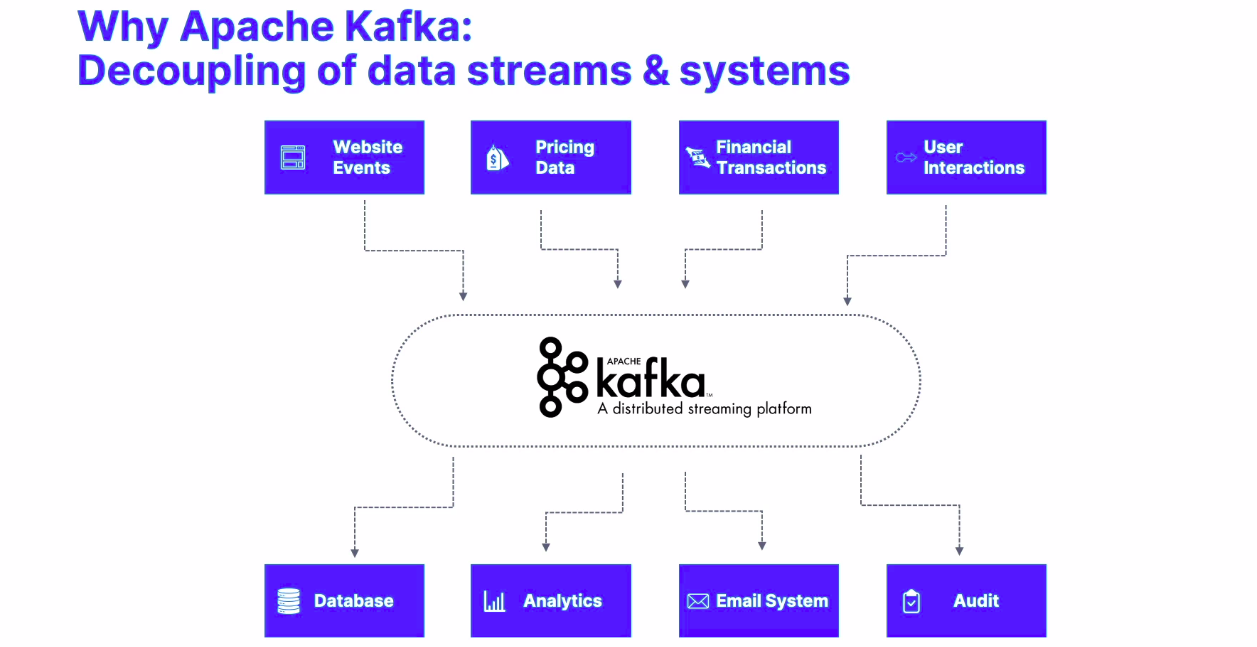 Why Apache Kafka:
Decoupling of data streams & systems
Website
Events
Pricing
Data
Financial
Transactions
User
Interactions
APACHE
kafka™
A distributed streaming platform
Database
Analytics
Email System
Audit